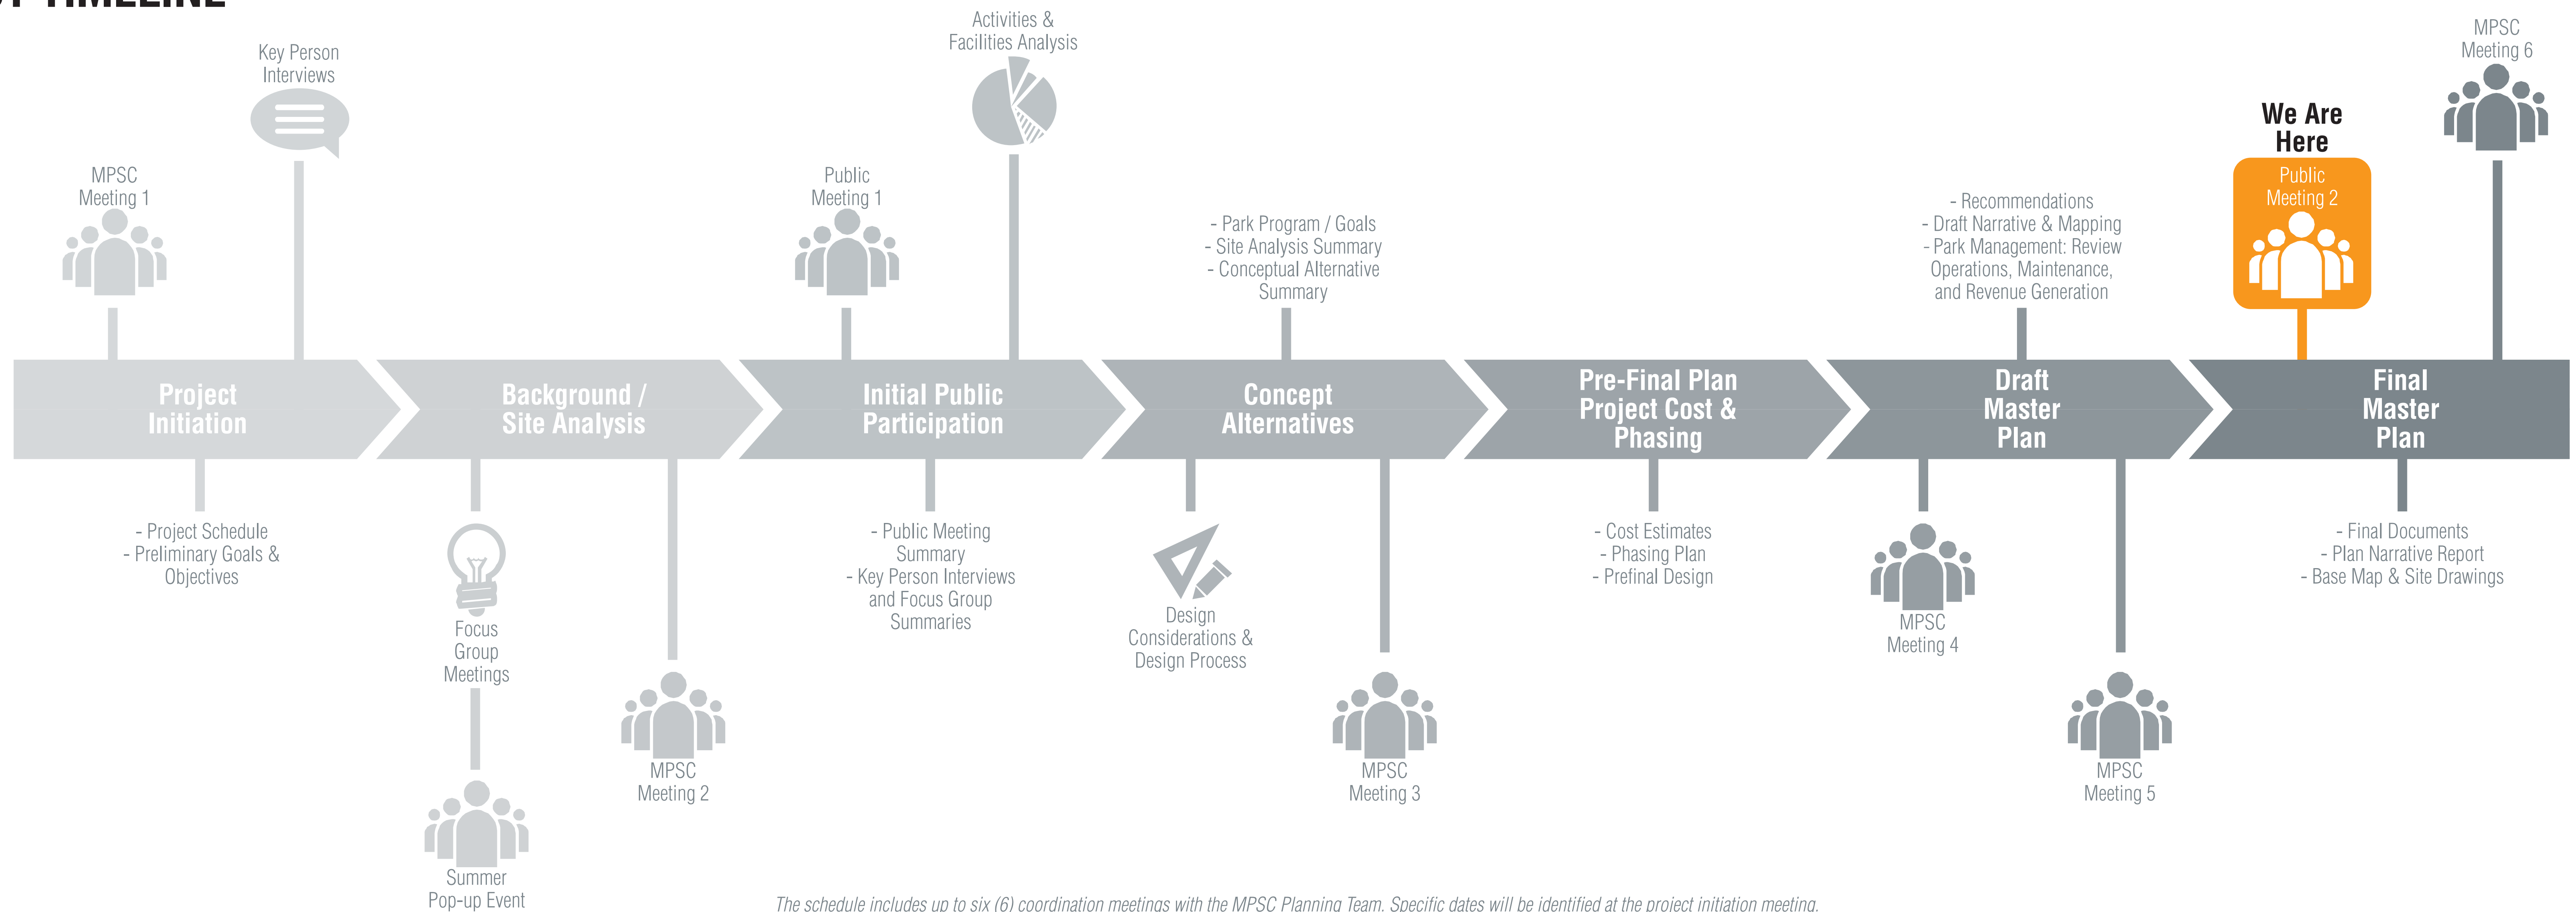 TIMELINE
Key Person
Interviews
MPSC
Meeting 1
Activities &
Facilities Analysis
Public
Meeting 1
- Park Program / Goals
- Site Analysis Summary
- Conceptual Alternative
Summary
- Recommendations
- Draft Narrative & Mapping
- Park Management: Review
Operations, Maintenance,
and Revenue Generation
We Are
Here
Public
Meeting 2
MPSC
Meeting 6
Project
Initiation
Background /
Site Analysis
Initial Public
Participation
Concept
Alternatives
Pre-Final Plan
Project Cost &
Phasing
Draft
Master
Plan
Final
Master
Plan
- Project Schedule
- Preliminary Goals &
Objectives
Focus
Group
Meetings
Summer
Pop-up Event
MPSC
Meeting 2
- Public Meeting
Summary
- Key Person Interviews
and Focus Group
Summaries
Design
Considerations &
Design Process
MPSC
Meeting 3
- Cost Estimates
- Phasing Plan
- Prefinal Design
MPSC
Meeting 4
MPSC
Meeting 5
- Final Documents
- Plan Narrative Report
- Base Map & Site Drawings
The schedule includes up to six (6) coordination meetings with the MPSC Planning Team. Specific dates will be identified at the project initiation meeting.